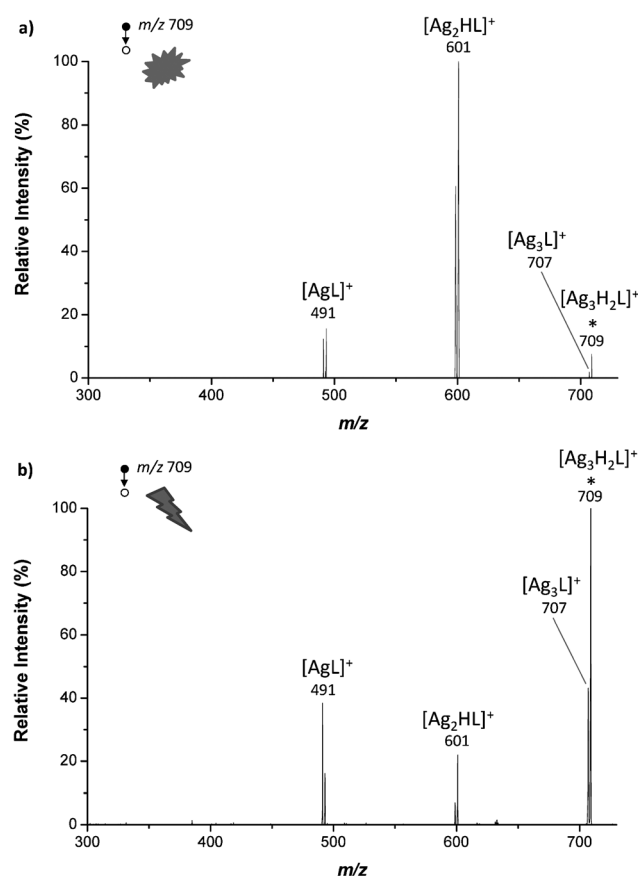 a)
m/z 709
[Ag₂HL]⁺
601
[Ag₃L]⁺
707
[Ag₃H₂L]⁺
*
709
[AgL]⁺
491
Relative Intensity (%)
100
80
60
40
20
0
300 400 500 600 700
m/z
b)
m/z 709
[Ag₃H₂L]⁺
*
709
[Ag₃L]⁺
707
[AgL]⁺
491
[Ag₂HL]⁺
601
Relative Intensity (%)
100
80
60
40
20
0
300 400 500 600 700
m/z